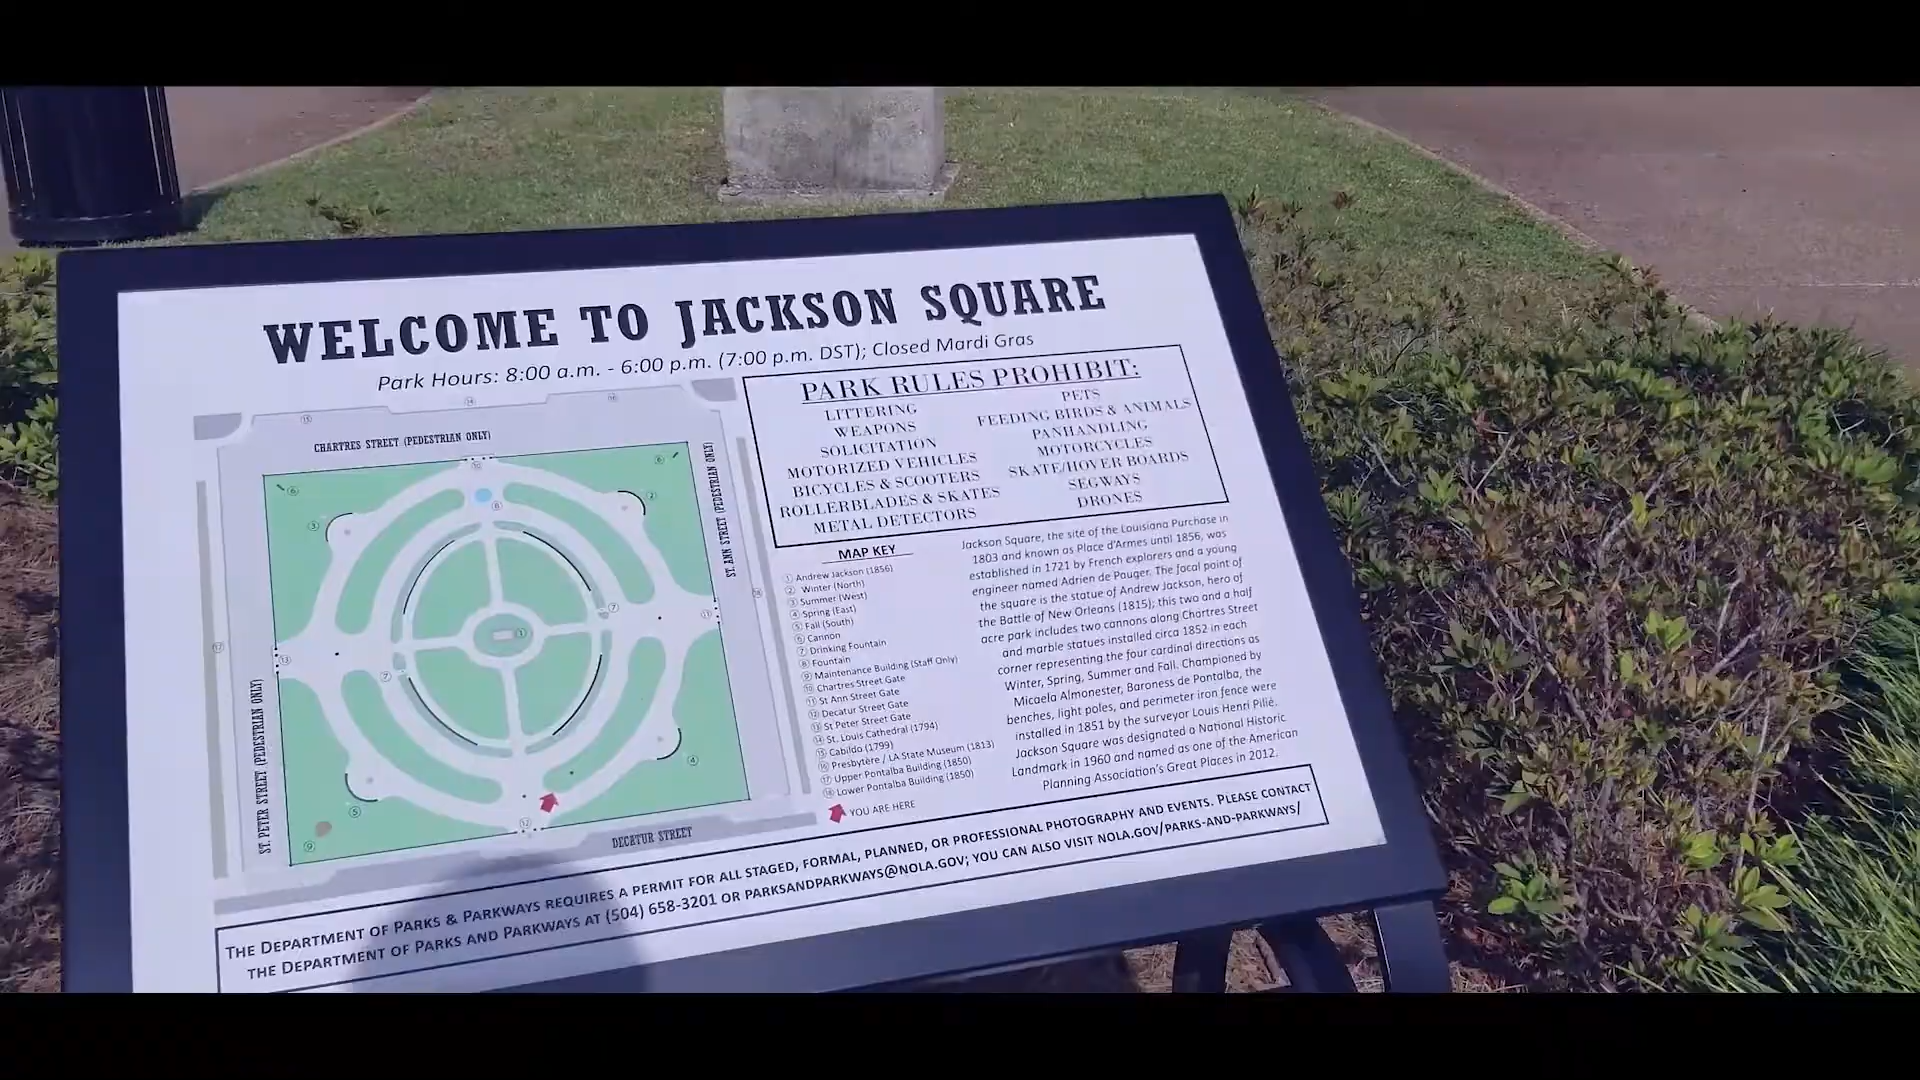 WELCOME TO JACKSON SQUARE
Park Hours: 8:00 a.m. - 6:00 p.m. (7:00 p.m. DST); Closed Mardi Gras
CHARTRES STREET (PEDESTRIAN ONLY)
ST. ANN STREET (PEDESTRIAN ONLY)
ST. PETER STREET (PEDESTRIAN ONLY)
DECATUR STREET
PARK RULES PROHIBIT:
LITTERING
WEAPONS
SOLICITATION
MOTORIZED VEHICLES
BICYCLES & SCOOTERS
ROLLERBLADES & SKATES
METAL DETECTORS
PETS
FEEDING BIRDS & ANIMALS
PANHANDLING
MOTORCYCLES
SKATE/HOVER BOARDS
SEGWAYS
DRONES
MAP KEY
1 Andrew Jackson (1856)
2 Winter (North)
3 Summer (West)
4 Spring (East)
5 Fall (South)
6 Cannon
7 Drinking Fountain
8 Fountain
9 Maintenance Building (Staff Only)
10 Chartres Street Gate
11 St Ann Street Gate
12 Decatur Street Gate
13 St Peter Street Gate
14 St. Louis Cathedral (1794)
15 Cabildo (1799)
16 Presbytère / LA State Museum (1813)
17 Upper Pontalba Building (1850)
18 Lower Pontalba Building (1850)
YOU ARE HERE
Jackson Square, the site of the Louisiana Purchase in
1803 and known as Place d'Armes until 1856, was
established in 1721 by French explorers and a young
engineer named Adrien de Pauger. The focal point of
the square is the statue of Andrew Jackson, hero of
the Battle of New Orleans (1815); this two and a half
acre park includes two cannons along Chartres Street
and marble statues installed circa 1852 in each
corner representing the four cardinal directions as
Winter, Spring, Summer and Fall. Championed by
Micaela Almonester, Baroness de Pontalba, the
benches, light poles, and perimeter iron fence were
installed in 1851 by the surveyor Louis Henri Pilié.
Jackson Square was designated a National Historic
Landmark in 1960 and named as one of the American
Planning Association's Great Places in 2012.
THE DEPARTMENT OF PARKS & PARKWAYS REQUIRES A PERMIT FOR ALL STAGED, FORMAL, PLANNED, OR PROFESSIONAL PHOTOGRAPHY AND EVENTS. PLEASE CONTACT
THE DEPARTMENT OF PARKS AND PARKWAYS AT (504) 658-3201 OR PARKSANDPARKWAYS@NOLA.GOV; YOU CAN ALSO VISIT NOLA.GOV/PARKS-AND-PARKWAYS/